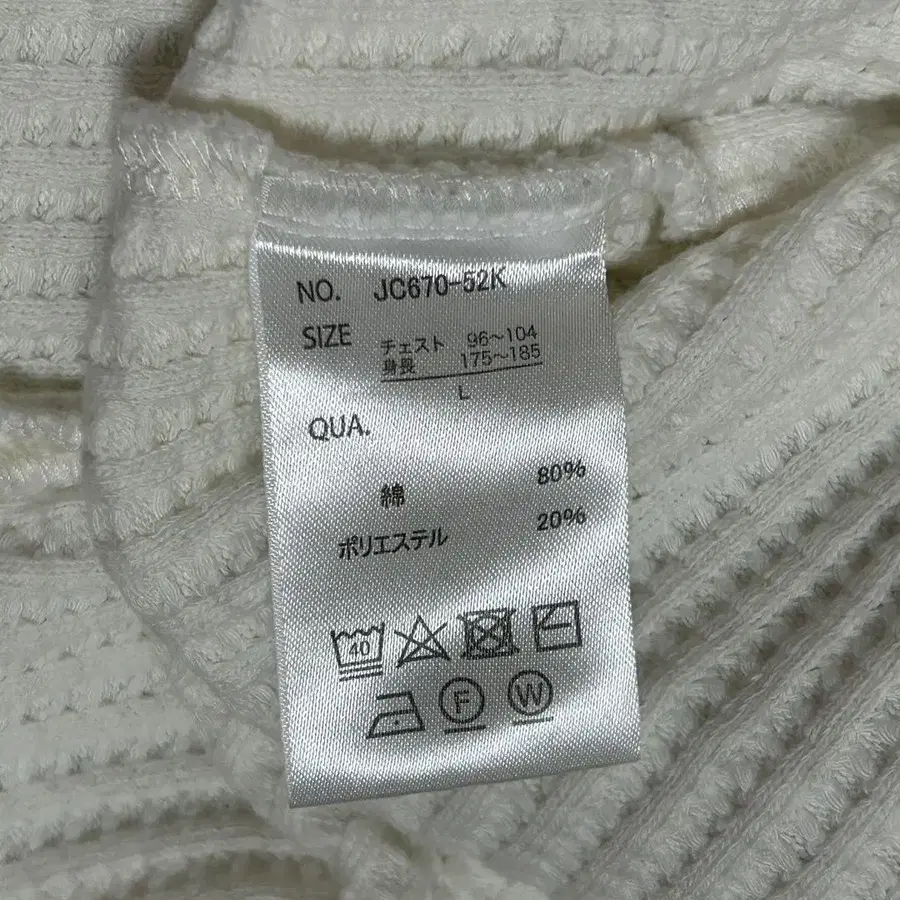 NO. JC670-52K
SIZE チェスト 96～104
身長 175～185
L
QUA.
綿 80%
ポリエステル 20%
40
F W